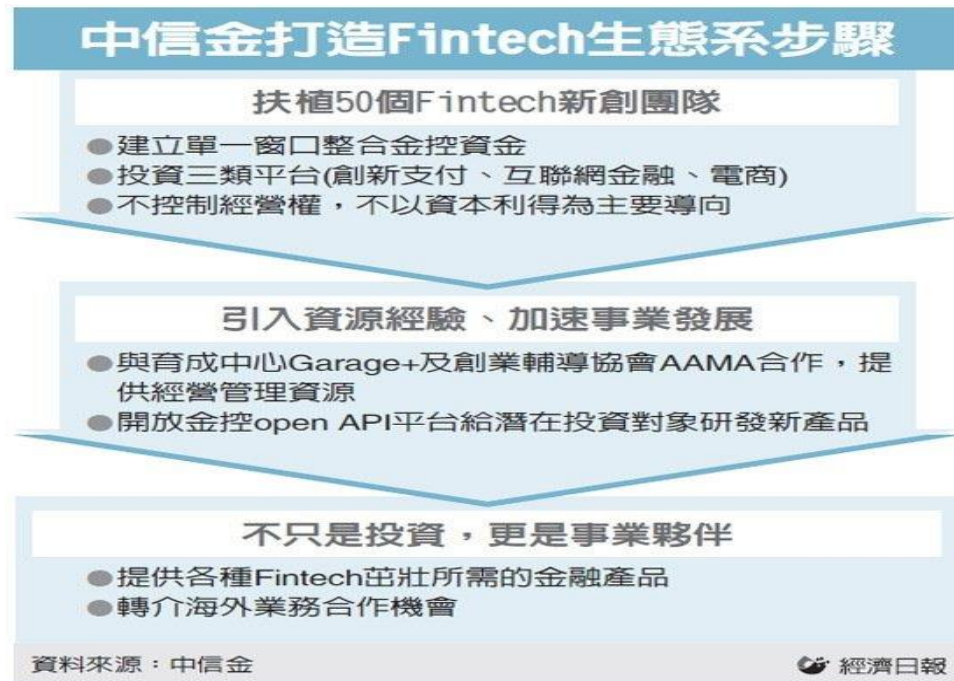 中信金打造Fintech生態系步驟
扶植50個Fintech新創團隊
●建立單一窗口整合金控資金
●投資三類平台(創新支付、互聯網金融、電商)
●不控制經營權，不以資本利得為主要導向
引入資源經驗、加速事業發展
●與育成中心Garage+及創業輔導協會AAMA合作，提
供經營管理資源
●開放金控open API平台給潛在投資對象研發新產品
不只是投資，更是事業夥伴
●提供各種Fintech茁壯所需的金融產品
●轉介海外業務合作機會
資料來源：中信金
經濟日報